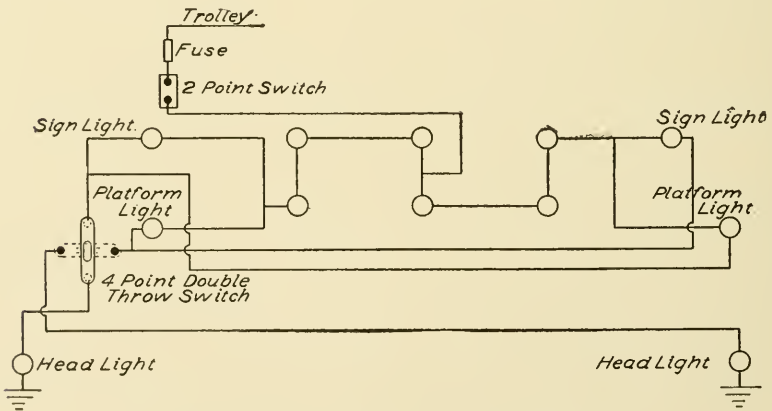 Trolley.
Fuse
2 Point Switch
Sign Light.
Sign Light
Platform
Light
Platform
Light
4 Point Double
Throw Switch
Head Light
Head Light